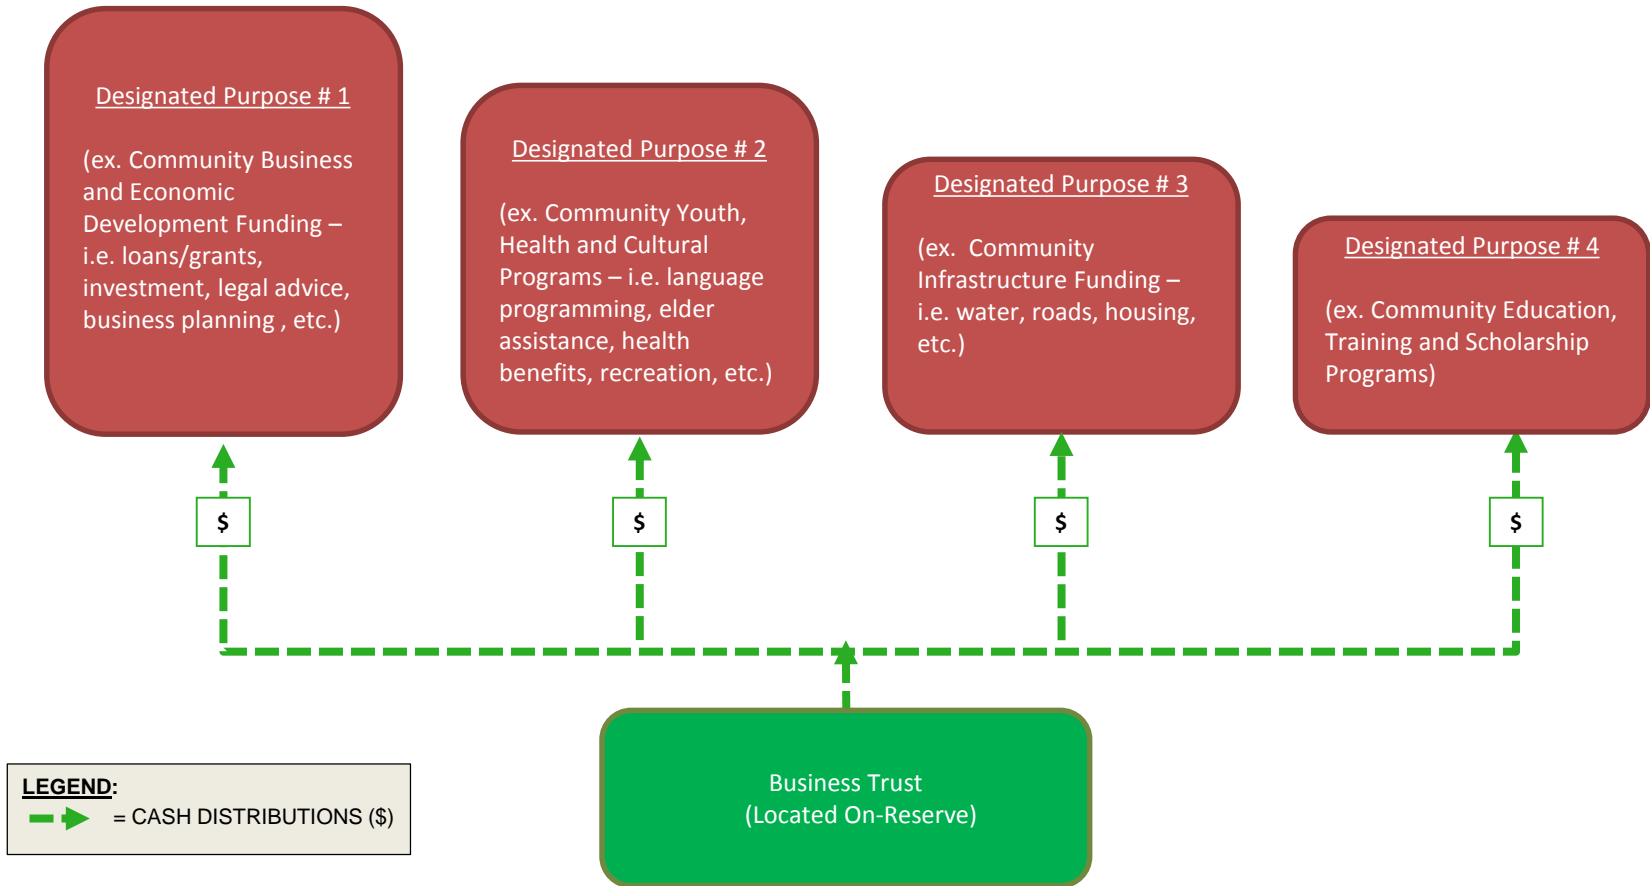 Designated Purpose # 1
(ex. Community Business
and Economic
Development Funding –
i.e. loans/grants,
investment, legal advice,
business planning , etc.)
Designated Purpose # 2
(ex. Community Youth,
Health and Cultural
Programs – i.e. language
programming, elder
assistance, health
benefits, recreation, etc.)
Designated Purpose # 3
(ex.  Community
Infrastructure Funding –
i.e. water, roads, housing,
etc.)
Designated Purpose # 4
(ex. Community Education,
Training and Scholarship
Programs)
$
$
$
$
Business Trust
(Located On-Reserve)
LEGEND:
= CASH DISTRIBUTIONS ($)